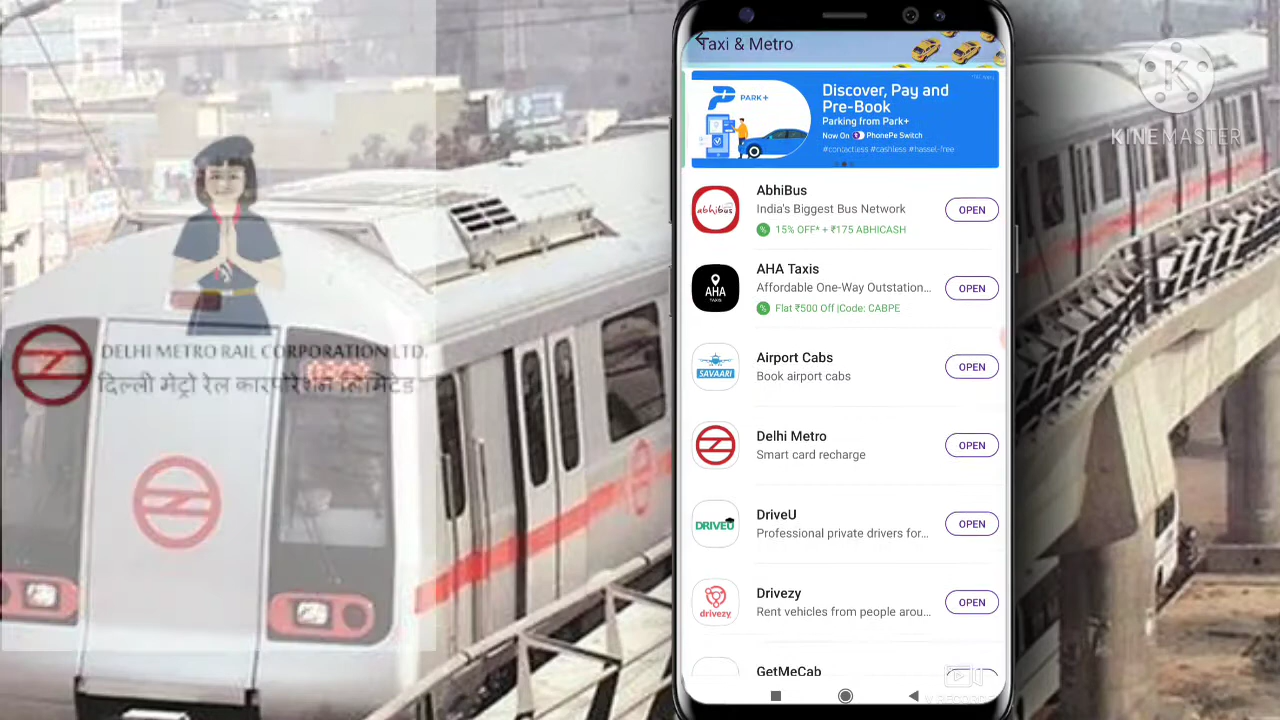 Taxi & Metro
PARK+
Discover, Pay and
Pre-Book
Parking from Park+
Now On PhonePe Switch
#contactless #cashless #hassel-free
abhibus
AbhiBus
India's Biggest Bus Network
15% OFF* + ₹175 ABHICASH
OPEN
AHA
TAXIS
AHA Taxis
Affordable One-Way Outstation...
Flat ₹500 Off |Code: CABPE
OPEN
SAVAARI
Airport Cabs
Book airport cabs
OPEN
Delhi Metro
Smart card recharge
OPEN
DRIVEU
DriveU
Professional private drivers for...
OPEN
drivezy
Drivezy
Rent vehicles from people arou...
OPEN
GetMeCab
DELHI METRO RAIL CORPORATION LTD.
दिल्ली मेट्रो रेल कारपोरेशन लिमिटेड
K
KINEMASTER
V RECORDER